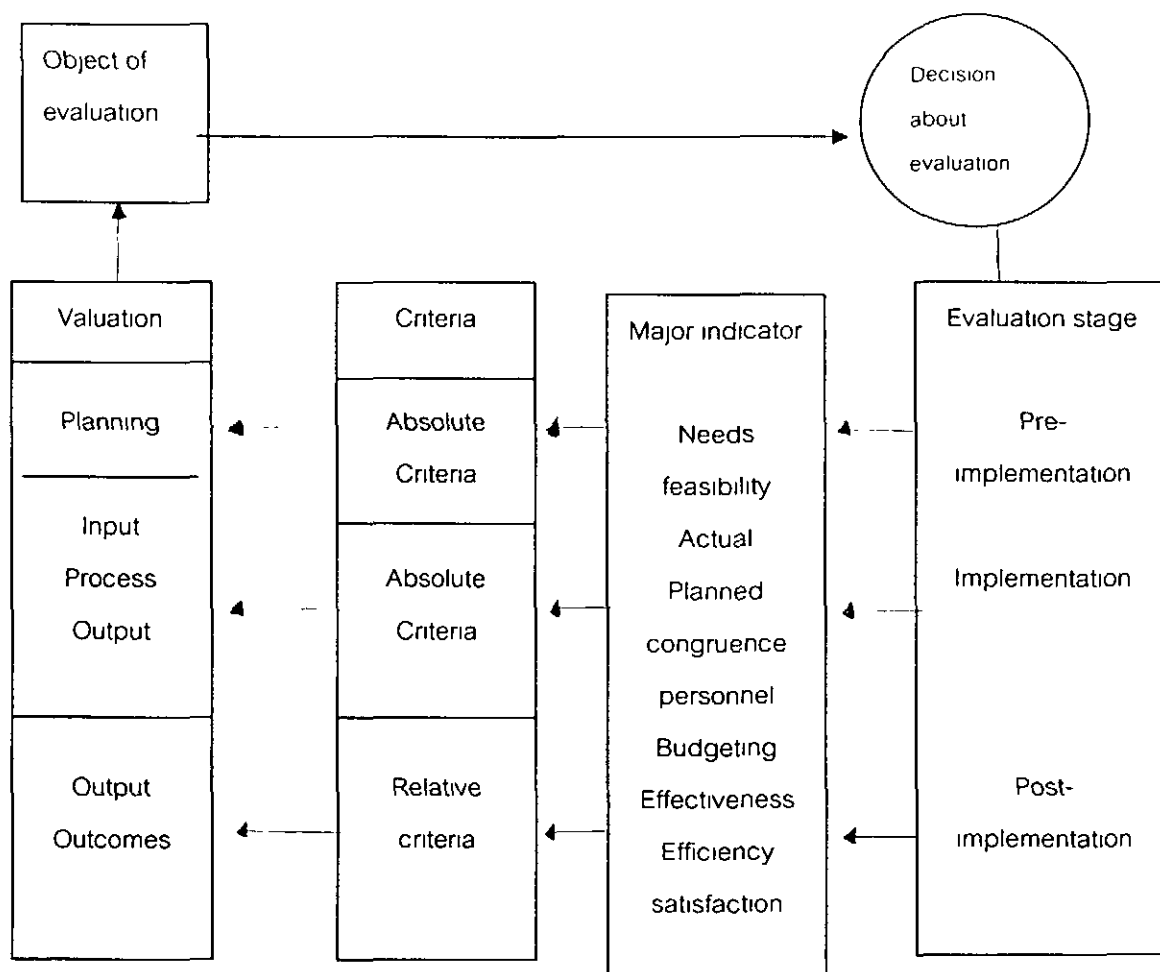 Object of
evaluation
Decision
about
evaluation
Valuation
Planning
Input
Process
Output
Output
Outcomes
Criteria
Absolute
Criteria
Absolute
Criteria
Relative
criteria
Major indicator
Needs
feasibility
Actual
Planned
congruence
personnel
Budgeting
Effectiveness
Efficiency
satisfaction
Evaluation stage
Pre-
implementation
Implementation
Post-
implementation